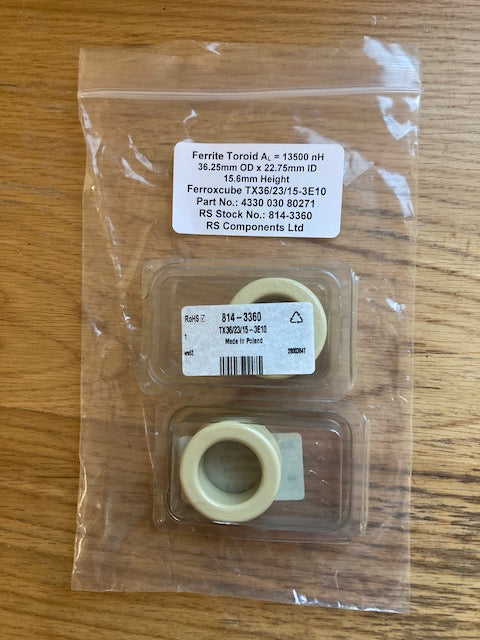 Ferrite Toroid AL = 13500 nH
36.25mm OD x 22.75mm ID
15.6mm Height
Ferroxcube TX36/23/15-3E10
Part No.: 4330 030 80271
RS Stock No.: 814-3360
RS Components Ltd
RoHS 814-3360
TX36/23/15-3E10
Made in Poland
1